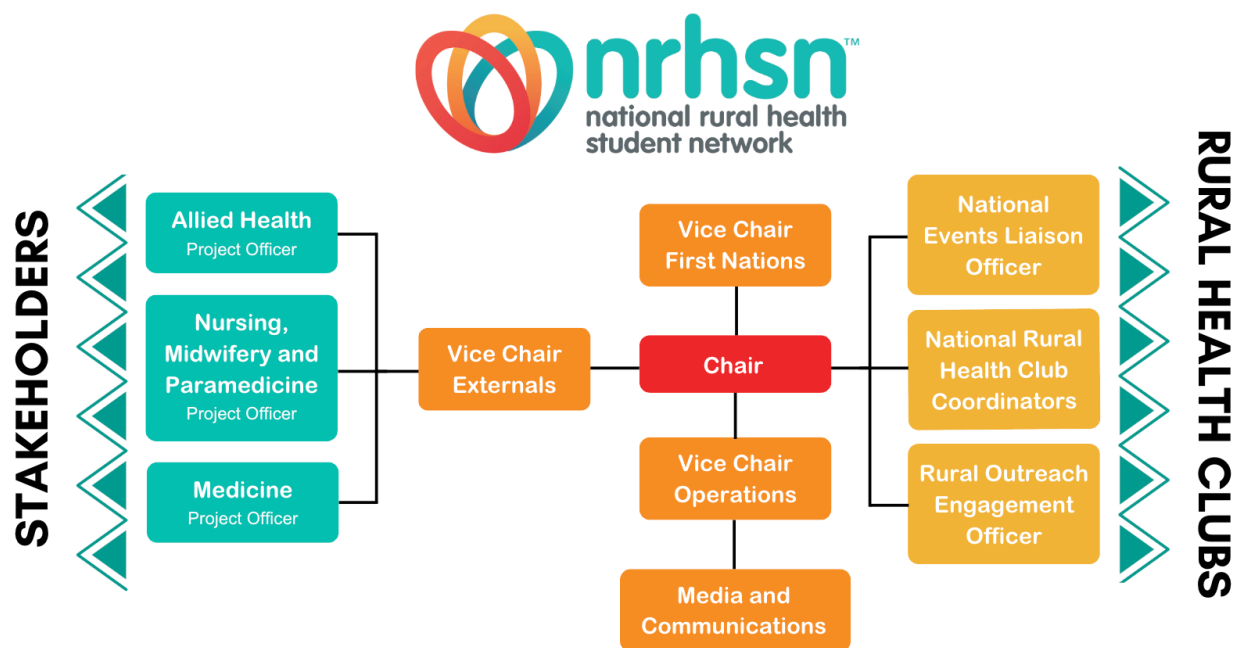 nrhsn™
national rural health
student network
STAKEHOLDERS
Allied Health
Project Officer
Nursing,
Midwifery and
Paramedicine
Project Officer
Medicine
Project Officer
Vice Chair
Externals
Vice Chair
First Nations
Chair
Vice Chair
Operations
Media and
Communications
National
Events Liaison
Officer
National Rural
Health Club
Coordinators
Rural Outreach
Engagement
Officer
RURAL HEALTH CLUBS